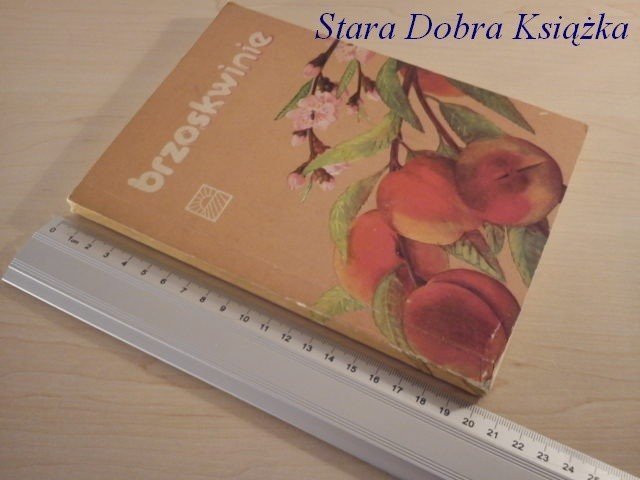 Stara Dobra Książka
brzoskwinie
0 1cm 2 3 4 5 6 7 8 9 10 11 12 13 14 15 16 17 18 19 20 21 22 23 24 25